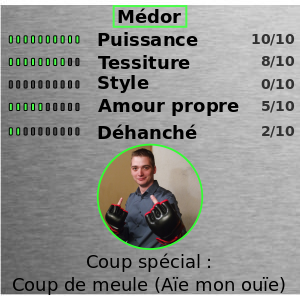 Médor
Puissance 10/10
Tessiture 8/10
Style 0/10
Amour propre 5/10
Déhanché 2/10
Coup spécial :
Coup de meule (Aïe mon ouïe)